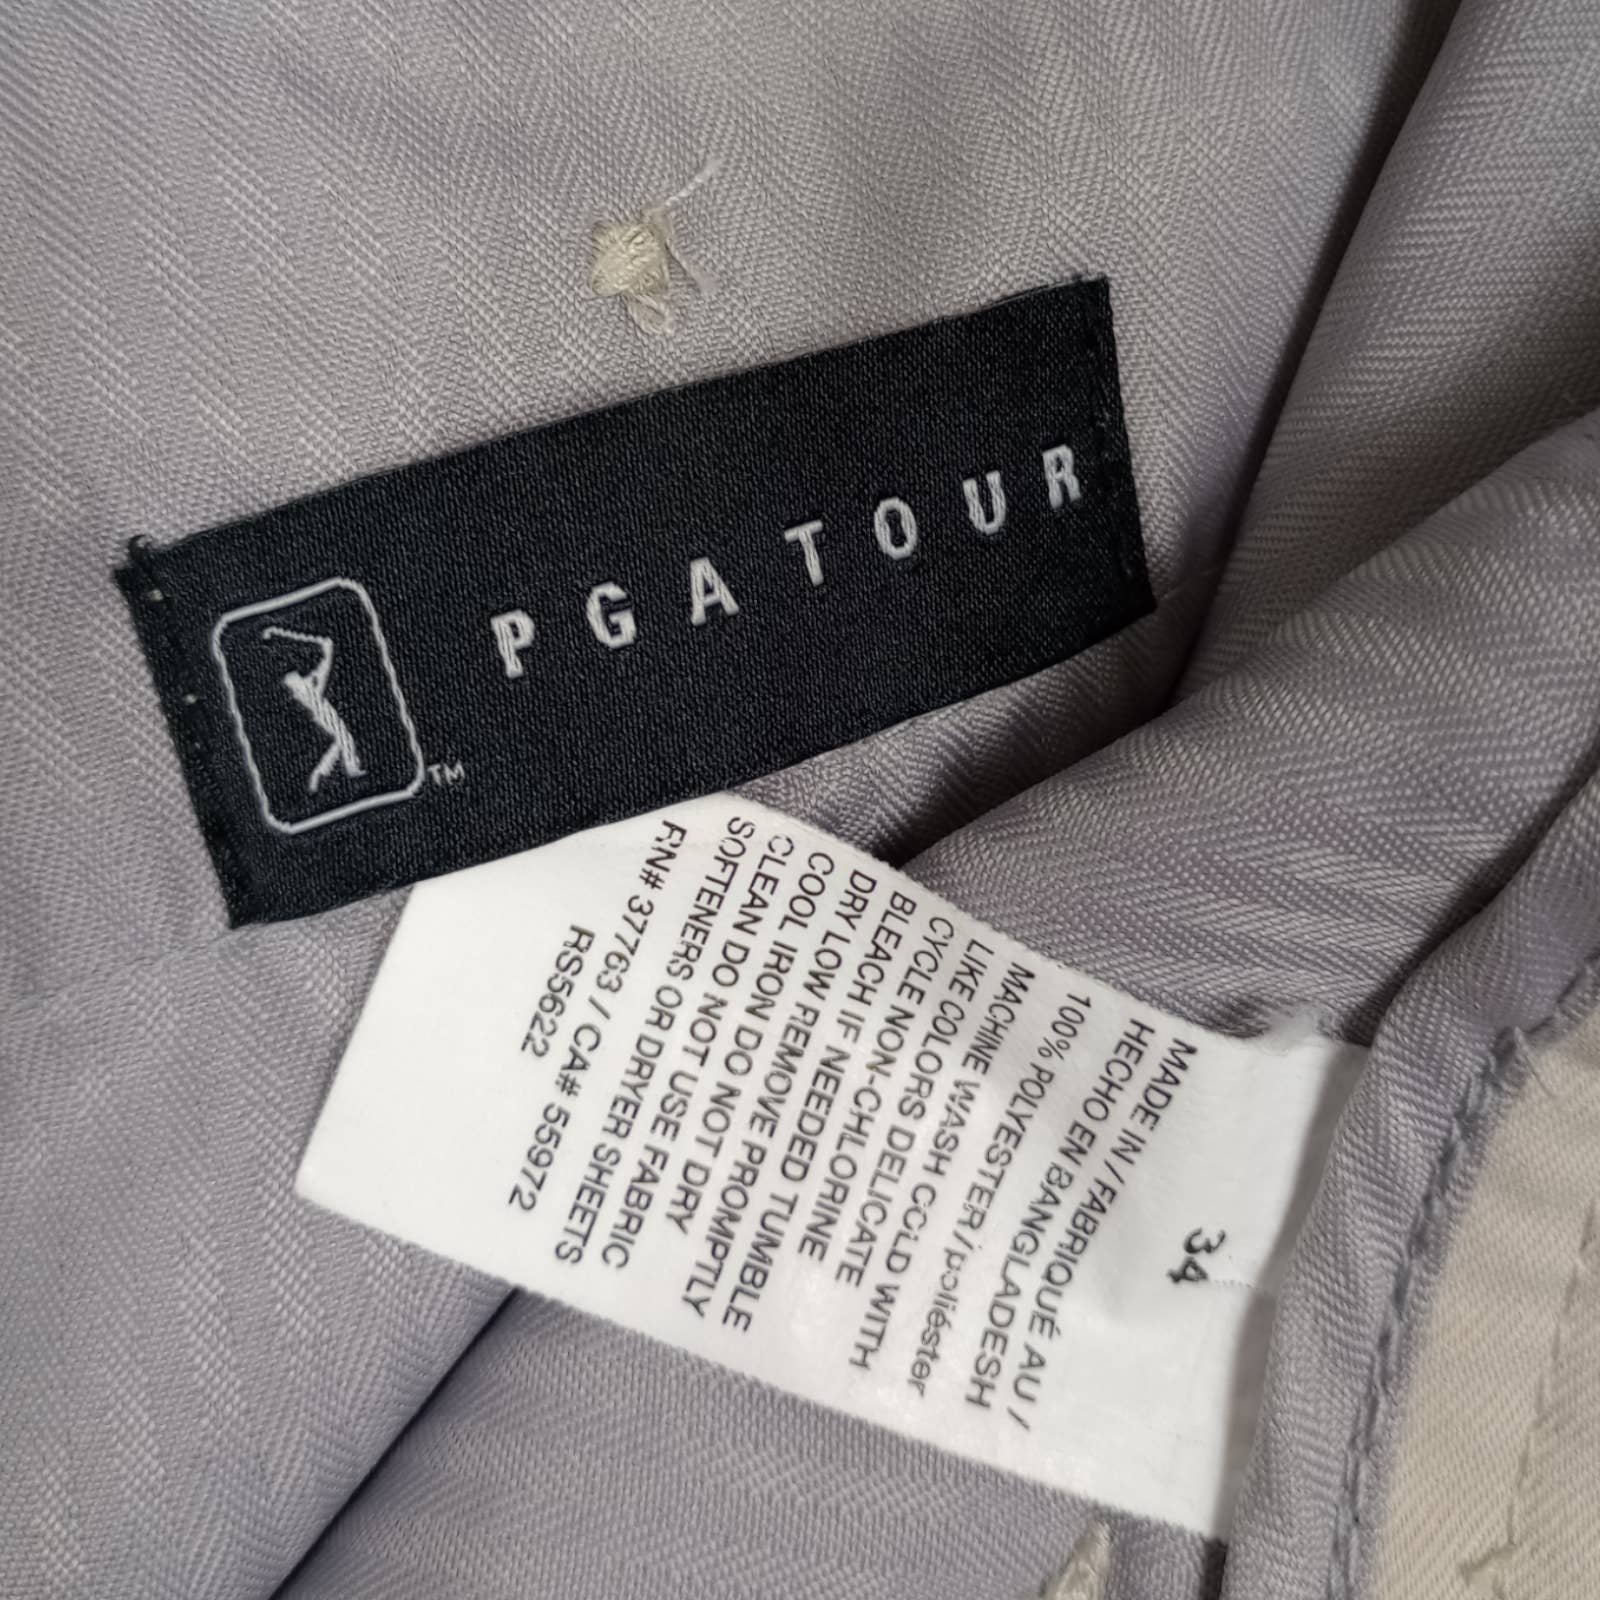 PGA TOUR
TM
34
MADE IN / FABRIQUÉ AU /
HECHO EN BANGLADESH
100% POLYESTER / poliéster
MACHINE WASH COLD WITH
LIKE COLORS DELICATE
CYCLE NON-CHLORINE
BLEACH IF NEEDED TUMBLE
DRY LOW REMOVE PROMPTLY
COOL IRON DO NOT DRY
CLEAN DO NOT USE FABRIC
SOFTENERS OR DRYER SHEETS
RN# 37763 / CA# 55972
RS5622